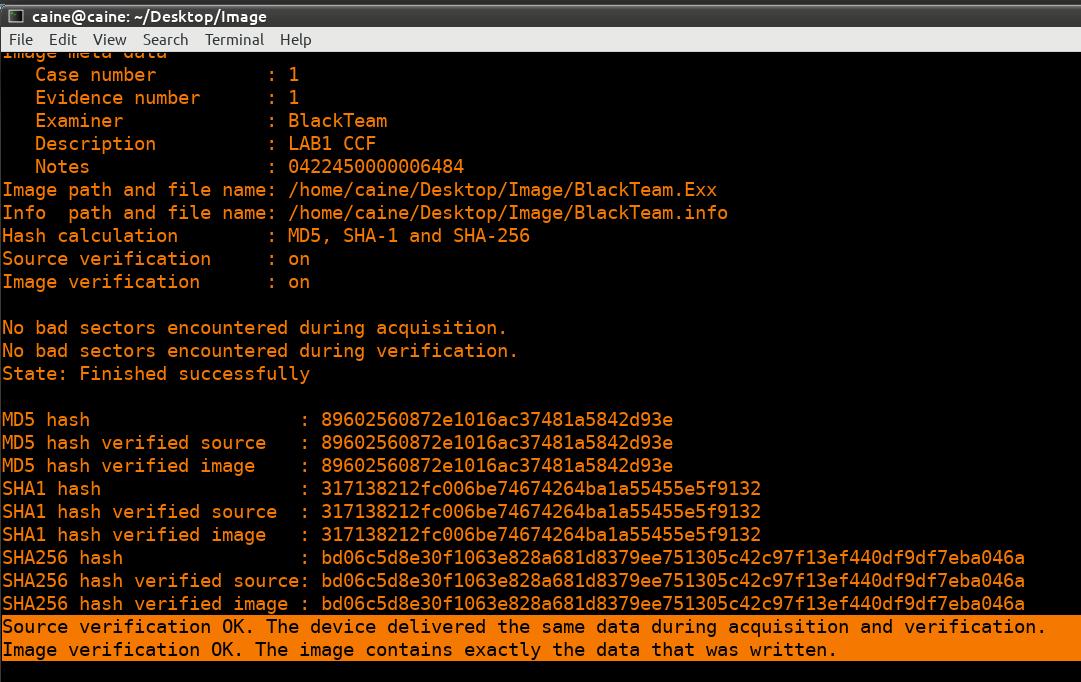 caine@caine: ~/Desktop/Image
File Edit View Search Terminal Help
Image meta data
Case number : 1
Evidence number : 1
Examiner : BlackTeam
Description : LAB1 CCF
Notes : 0422450000006484
Image path and file name: /home/caine/Desktop/Image/BlackTeam.Exx
Info path and file name: /home/caine/Desktop/Image/BlackTeam.info
Hash calculation : MD5, SHA-1 and SHA-256
Source verification : on
Image verification : on
No bad sectors encountered during acquisition.
No bad sectors encountered during verification.
State: Finished successfully
MD5 hash : 89602560872e1016ac37481a5842d93e
MD5 hash verified source : 89602560872e1016ac37481a5842d93e
MD5 hash verified image : 89602560872e1016ac37481a5842d93e
SHA1 hash : 317138212fc006be74674264ba1a55455e5f9132
SHA1 hash verified source : 317138212fc006be74674264ba1a55455e5f9132
SHA1 hash verified image : 317138212fc006be74674264ba1a55455e5f9132
SHA256 hash : bd06c5d8e30f1063e828a681d8379ee751305c42c97f13ef440df9df7eba046a
SHA256 hash verified source: bd06c5d8e30f1063e828a681d8379ee751305c42c97f13ef440df9df7eba046a
SHA256 hash verified image : bd06c5d8e30f1063e828a681d8379ee751305c42c97f13ef440df9df7eba046a
Source verification OK. The device delivered the same data during acquisition and verification.
Image verification OK. The image contains exactly the data that was written.